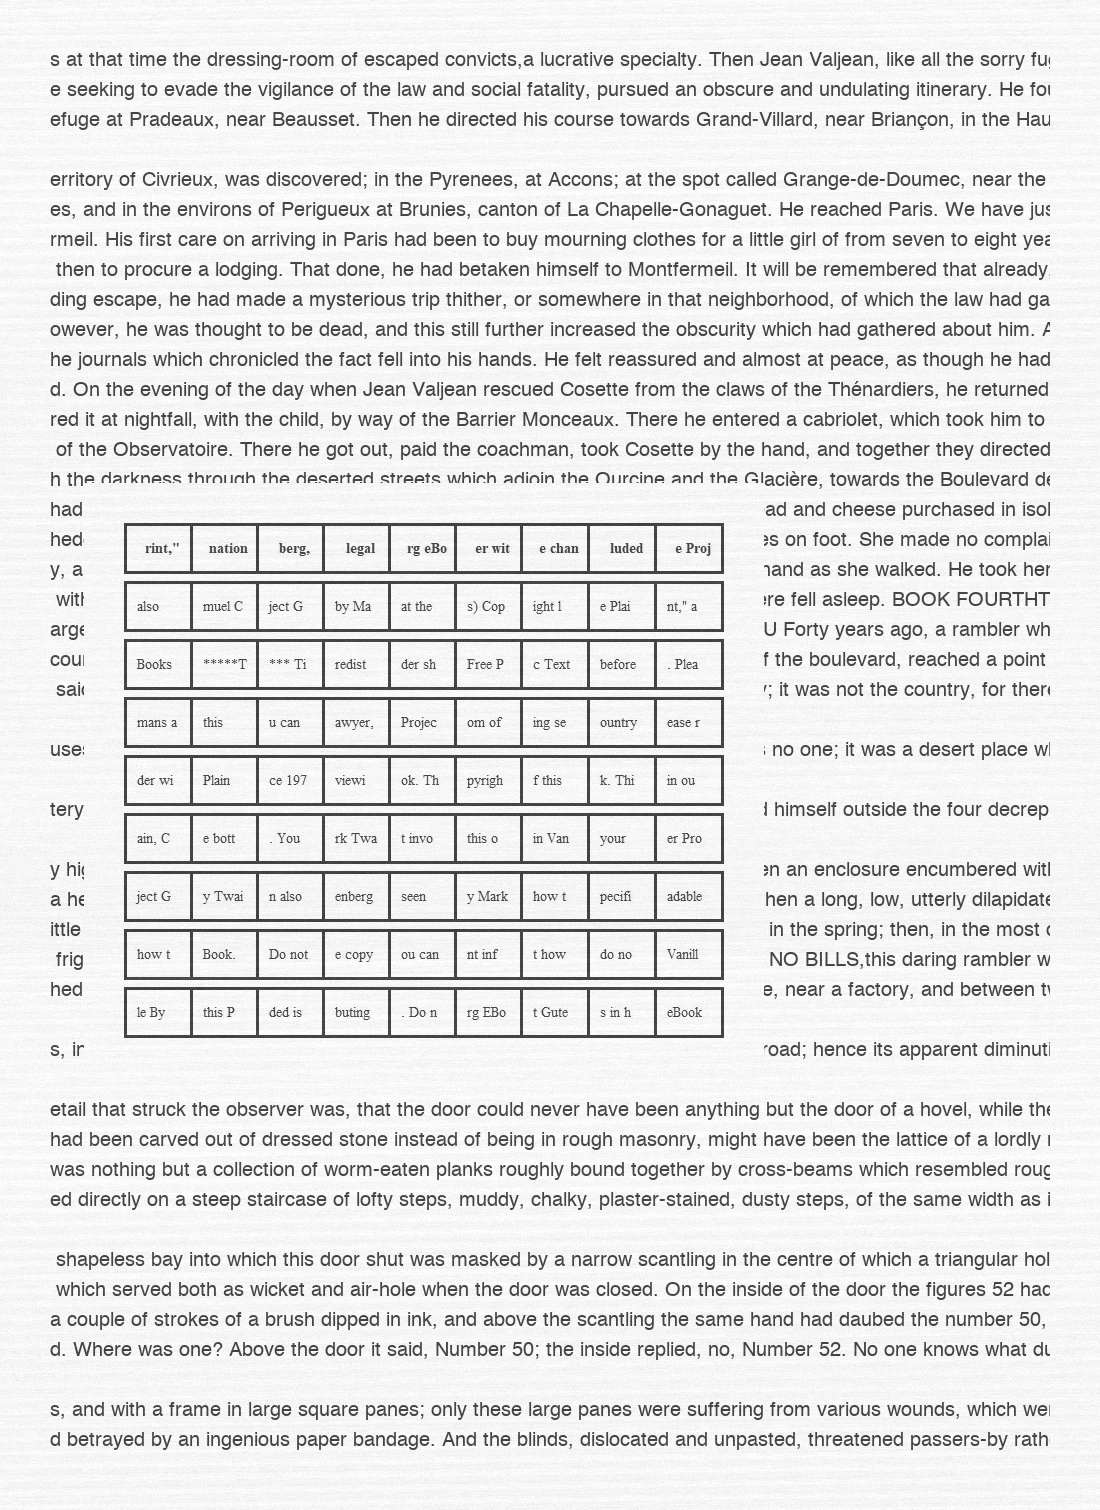 s at that time the dressing-room of escaped convicts,a lucrative specialty. Then Jean Valjean, like all the sorry fu
e seeking to evade the vigilance of the law and social fatality, pursued an obscure and undulating itinerary. He fou
efuge at Pradeaux, near Beausset. Then he directed his course towards Grand-Villard, near Briançon, in the Hau
erritory of Civrieux, was discovered; in the Pyrenees, at Accons; at the spot called Grange-de-Doumec, near the
es, and in the environs of Perigueux at Brunies, canton of La Chapelle-Gonaguet. He reached Paris. We have jus
rmeil. His first care on arriving in Paris had been to buy mourning clothes for a little girl of from seven to eight yea
then to procure a lodging. That done, he had betaken himself to Montfermeil. It will be remembered that already,
ding escape, he had made a mysterious trip thither, or somewhere in that neighborhood, of which the law had ga
owever, he was thought to be dead, and this still further increased the obscurity which had gathered about him. A
he journals which chronicled the fact fell into his hands. He felt reassured and almost at peace, as though he had
d. On the evening of the day when Jean Valjean rescued Cosette from the claws of the Thénardiers, he returned
red it at nightfall, with the child, by way of the Barrier Monceaux. There he entered a cabriolet, which took him to
of the Observatoire. There he got out, paid the coachman, took Cosette by the hand, and together they directed
h the darkness through the deserted streets which adjoin the Ourcine and the Glacière, towards the Boulevard de
had ad and cheese purchased in isol
hed es on foot. She made no complai
y, a hand as she walked. He took her
with ere fell asleep. BOOK FOURTHT
arge U Forty years ago, a rambler wh
cour f the boulevard, reached a point
said y; it was not the country, for there
uses s no one; it was a desert place wh
tery d himself outside the four decrep
y hig en an enclosure encumbered with
a he hen a long, low, utterly dilapidate
ittle in the spring; then, in the most
frig NO BILLS,this daring rambler w
hed e, near a factory, and between tw
s, in road; hence its apparent diminuti
rint," nation berg, legal rg eBo er wit e chan luded e Proj
also muel C ject G by Ma at the s) Cop ight l e Plai nt," a
Books *****T *** Ti redist der sh Free P c Text before . Plea
mans a this u can awyer, Projec om of ing se ountry ease r
der wi Plain ce 197 viewi ok. Th pyrigh f this k. Thi in ou
ain, C e bott . You rk Twa t invo this o in Van your er Pro
ject G y Twai n also enberg seen y Mark how t pecifi adable
how t Book. Do not e copy ou can nt inf t how do no Vanill
le By this P ded is buting . Do n rg EBo t Gute s in h eBook
etail that struck the observer was, that the door could never have been anything but the door of a hovel, while the
had been carved out of dressed stone instead of being in rough masonry, might have been the lattice of a lordly
was nothing but a collection of worm-eaten planks roughly bound together by cross-beams which resembled roug
ed directly on a steep staircase of lofty steps, muddy, chalky, plaster-stained, dusty steps, of the same width as i
shapeless bay into which this door shut was masked by a narrow scantling in the centre of which a triangular hol
which served both as wicket and air-hole when the door was closed. On the inside of the door the figures 52 had
a couple of strokes of a brush dipped in ink, and above the scantling the same hand had daubed the number 50,
d. Where was one? Above the door it said, Number 50; the inside replied, no, Number 52. No one knows what du
s, and with a frame in large square panes; only these large panes were suffering from various wounds, which wer
d betrayed by an ingenious paper bandage. And the blinds, dislocated and unpasted, threatened passers-by rath